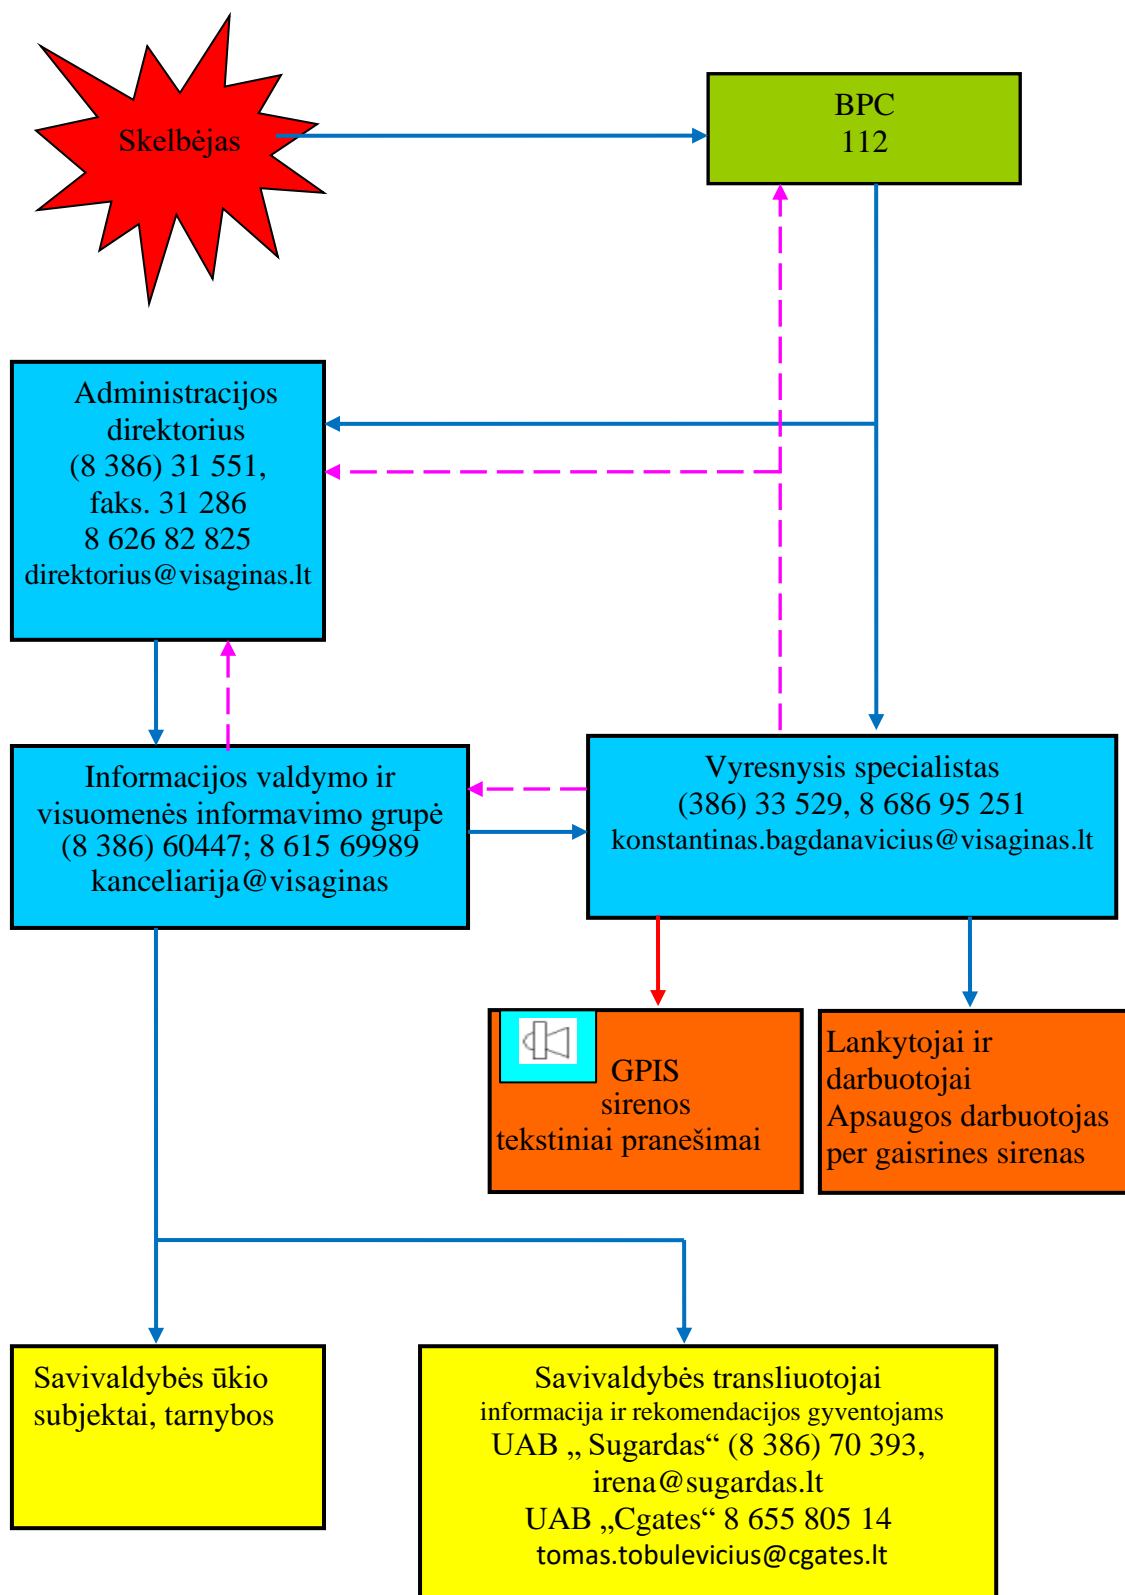 Skelbėjas
BPC
112
Administracijos
direktorius
(8 386) 31 551,
faks. 31 286
8 626 82 825
direktorius@visaginas.lt
Informacijos valdymo ir
visuomenės informavimo grupė
(8 386) 60447; 8 615 69989
kanceliarija@visaginas
Vyresnysis specialistas
(386) 33 529, 8 686 95 251
konstantinas.bagdanavicius@visaginas.lt
GPIS
sirenos
tekstiniai pranešimai
Lankytojai ir
darbuotojai
Apsaugos darbuotojas
per gaisrines sirenas
Savivaldybės ūkio
subjektai, tarnybos
Savivaldybės transliuotojai
informacija ir rekomendacijos gyventojams
UAB „ Sugardas“ (8 386) 70 393,
irena@sugardas.lt
UAB „Cgates“ 8 655 805 14
tomas.tobulevicius@cgates.lt